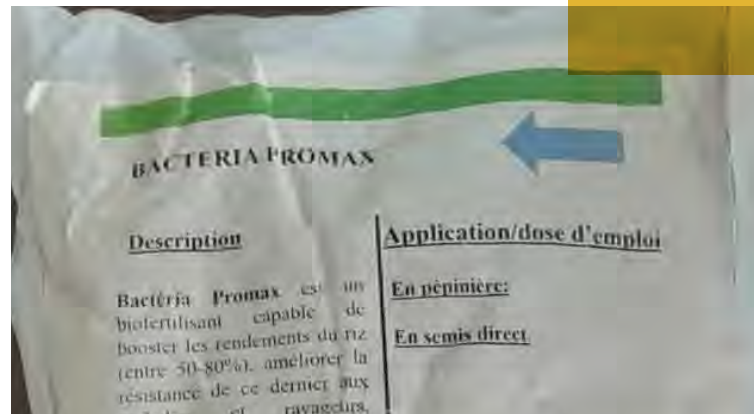 BACTERIA PROMAX
Description
Bactéria Promax est un
biofertilisant capable de
booster les rendements du riz
(entre 50-80%), améliorer la
résistance de ce dernier aux
et ravageurs,
Application/dose d'emploi
En pépinière:
En semis direct